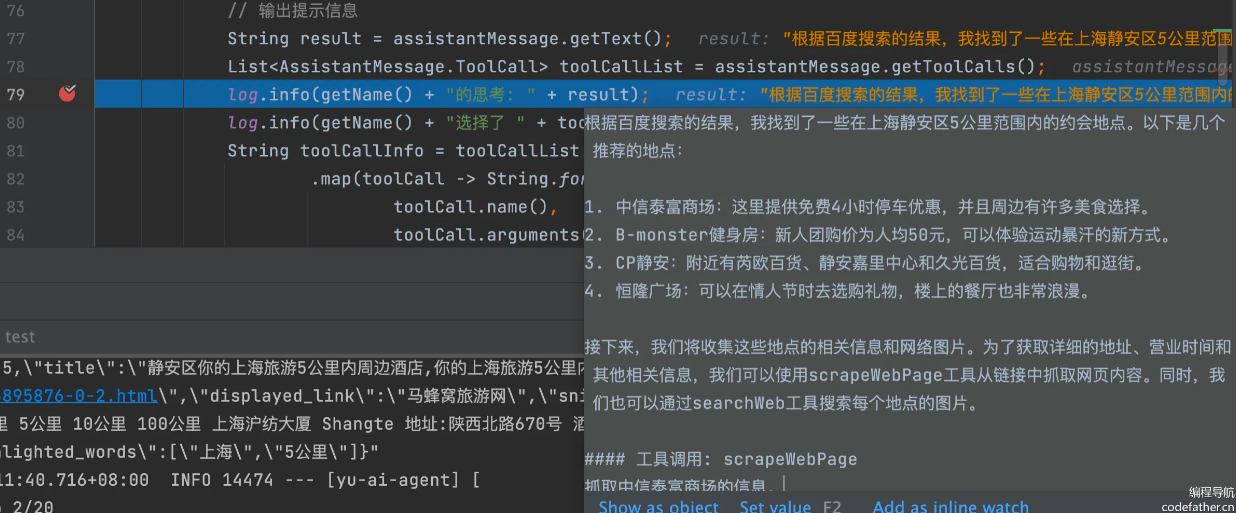 76 // 输出提示信息
77 String result = assistantMessage.getText(); result: "根据百度搜索的结果，我找到了一些在上海静安区5公里范围
78 List<AssistantMessage.ToolCall> toolCallList = assistantMessage.getToolCalls(); assistantMessag
79 log.info(getName() + "的思考: " + result); result: "根据百度搜索的结果，我找到了一些在上海静安区5公里范围内的
80 log.info(getName() + "选择了 " + too
81 String toolCallInfo = toolCallList
82 .map(toolCall -> String.for
83 toolCall.name(),
84 toolCall.arguments
根据百度搜索的结果，我找到了一些在上海静安区5公里范围内的约会地点。以下是几个
推荐的地点：
1. 中信泰富商场：这里提供免费4小时停车优惠，并且周边有许多美食选择。
2. B-monster健身房：新人团购价为人均50元，可以体验运动暴汗的新方式。
3. CP静安：附近有芮欧百货、静安嘉里中心和久光百货，适合购物和逛街。
4. 恒隆广场：可以在情人节时去选购礼物，楼上的餐厅也非常浪漫。
接下来，我们将收集这些地点的相关信息和网络图片。为了获取详细的地址、营业时间和
其他相关信息，我们可以使用scrapeWebPage工具从链接中抓取网页内容。同时，我
们也可以通过searchWeb工具搜索每个地点的图片。
#### 工具调用: scrapeWebPage
抓取中信泰富商场的信息。
Show as object Set value F2 Add as inline watch
test
5,\"title\":\"静安区你的上海旅游5公里内周边酒店,你的上海旅游5公里内
895876-0-2.html\",\"displayed_link\":\"马蜂窝旅游网\",\"sni
里 5公里 10公里 100公里 上海沪纺大厦 Shangte 地址:陕西北路670号 酒
hlighted_words\":[\"上海\",\"5公里\"]}"
11:40.716+08:00 INFO 14474 --- [yu-ai-agent] [
2/20
编程导航
codefather.cn